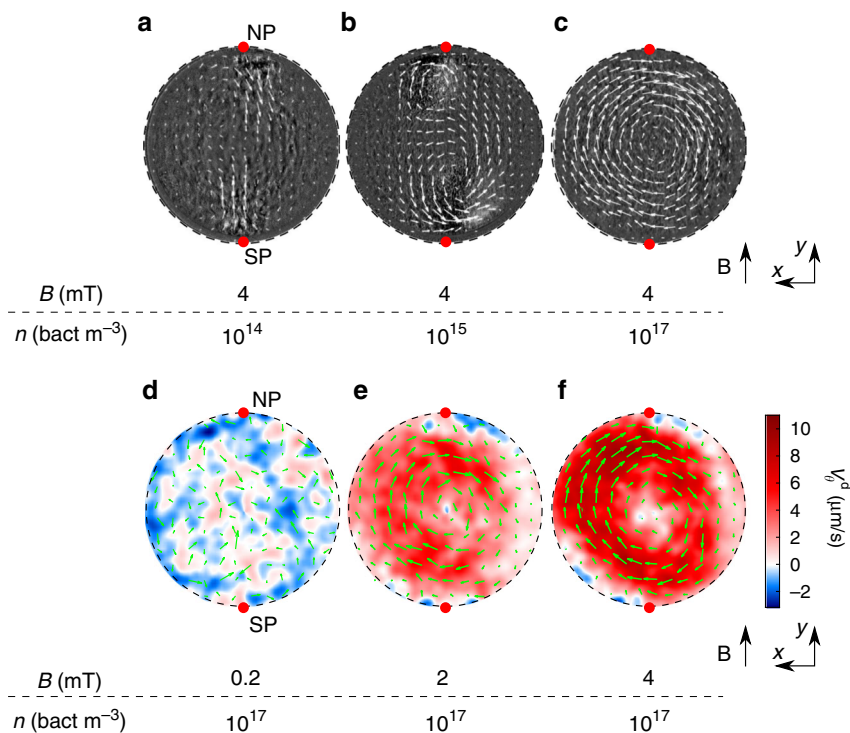 a NP b c
SP
B y x
B (mT) 4 4 4
n (bact m⁻³) 10¹⁴ 10¹⁵ 10¹⁷
d NP e f
SP
10
8
6
4
2
0
−2
V_θ^d (μm/s)
B y x
B (mT) 0.2 2 4
n (bact m⁻³) 10¹⁷ 10¹⁷ 10¹⁷